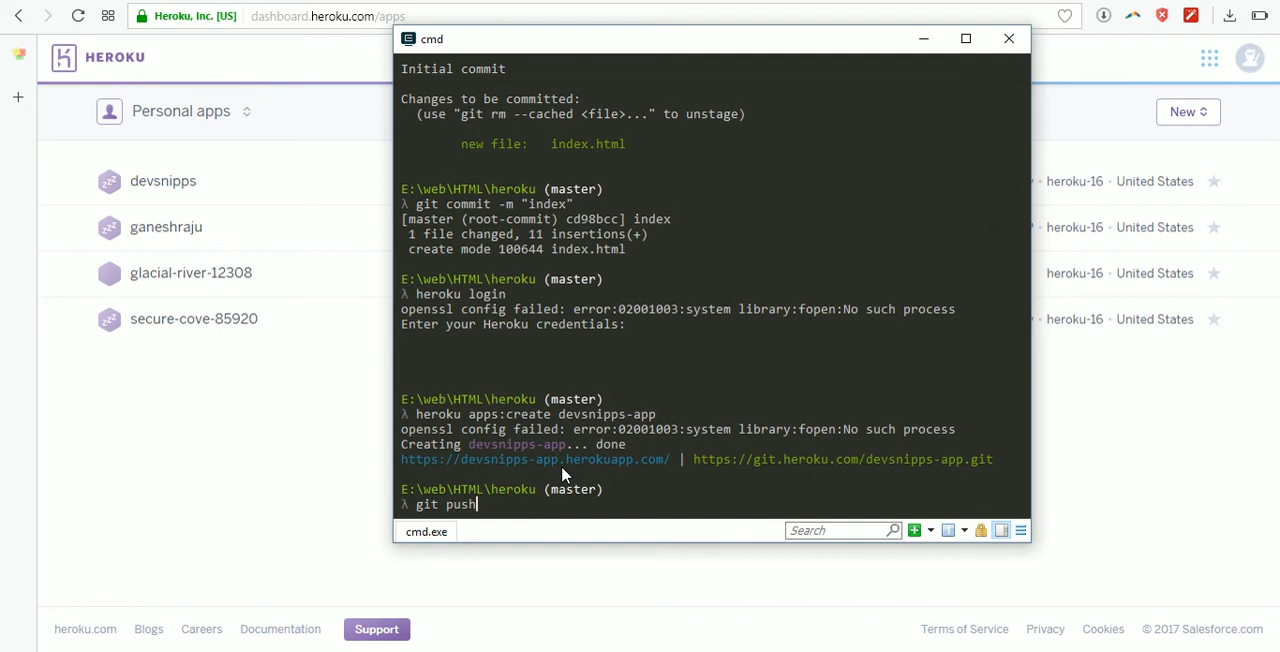 Heroku, Inc. [US] dashboard.heroku.com/apps
cmd
HEROKU
Personal apps
New
devsnipps
heroku-16 • United States
ganeshraju
heroku-16 • United States
glacial-river-12308
heroku-16 • United States
secure-cove-85920
heroku-16 • United States
Initial commit
Changes to be committed:
(use "git rm --cached <file>..." to unstage)
new file: index.html
E:\web\HTML\heroku (master)
λ git commit -m "index"
[master (root-commit) cd98bcc] index
1 file changed, 11 insertions(+)
create mode 100644 index.html
E:\web\HTML\heroku (master)
λ heroku login
openssl config failed: error:02001003:system library:fopen:No such process
Enter your Heroku credentials:
E:\web\HTML\heroku (master)
λ heroku apps:create devsnipps-app
openssl config failed: error:02001003:system library:fopen:No such process
Creating devsnipps-app... done
https://devsnipps-app.herokuapp.com/ | https://git.heroku.com/devsnipps-app.git
E:\web\HTML\heroku (master)
λ git push
cmd.exe
Search
heroku.com Blogs Careers Documentation Support
Terms of Service Privacy Cookies © 2017 Salesforce.com